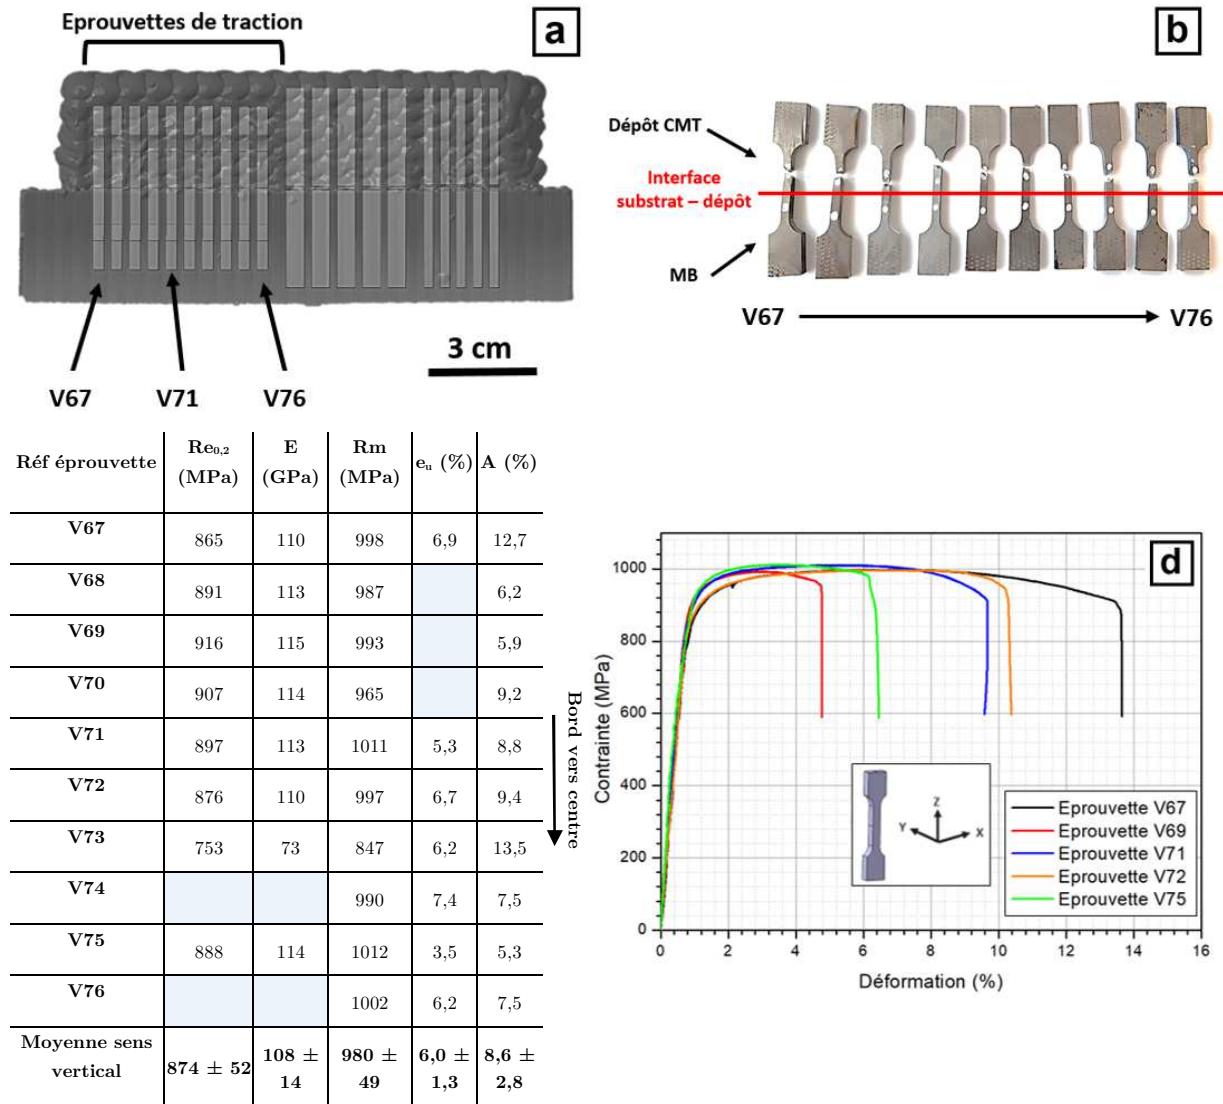 Eprouvettes de traction
a
3 cm
V67
V71
V76
b
Dépôt CMT
Interface
substrat – dépôt
MB
V67
V76
Réf éprouvette Re0,2 (MPa) E (GPa) Rm (MPa) eu (%) A (%)
V67 865 110 998 6,9 12,7
V68 891 113 987 6,2
V69 916 115 993 5,9
V70 907 114 965 9,2
V71 897 113 1011 5,3 8,8
V72 876 110 997 6,7 9,4
V73 753 73 847 6,2 13,5
V74 990 7,4 7,5
V75 888 114 1012 3,5 5,3
V76 1002 6,2 7,5
Moyenne sens vertical 874 ± 52 108 ± 14 980 ± 49 6,0 ± 1,3 8,6 ± 2,8
Bord vers centre
d
Contrainte (MPa)
1000
800
600
400
200
0
0 2 4 6 8 10 12 14 16
Déformation (%)
Z
Y
X
Eprouvette V67
Eprouvette V69
Eprouvette V71
Eprouvette V72
Eprouvette V75